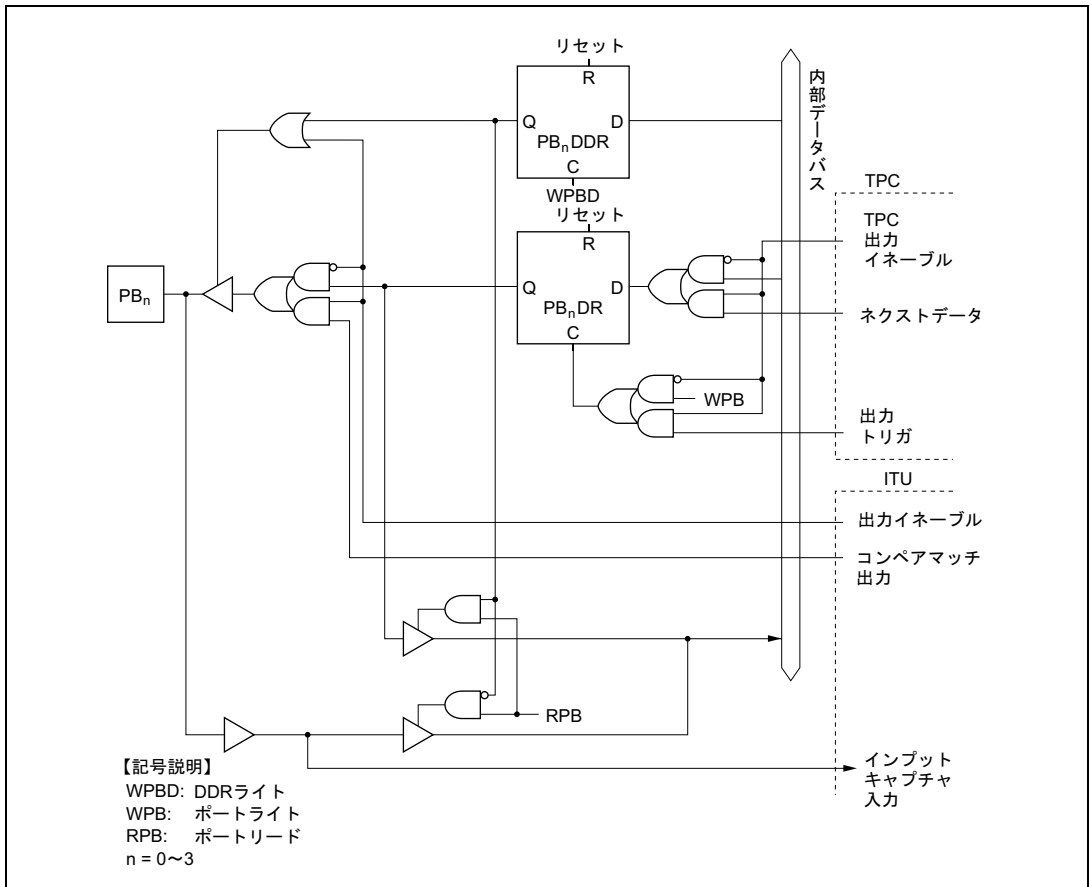 リセット
R
Q
D
PBnDDR
C
WPBD
リセット
R
Q
D
PBnDR
C
PBn
WPB
内部データバス
TPC
TPC
出力
イネーブル
ネクストデータ
出力
トリガ
ITU
出力イネーブル
コンペアマッチ
出力
RPB
インプット
キャプチャ
入力
【記号説明】
WPBD: DDRライト
WPB: ポートライト
RPB: ポートリード
n = 0～3